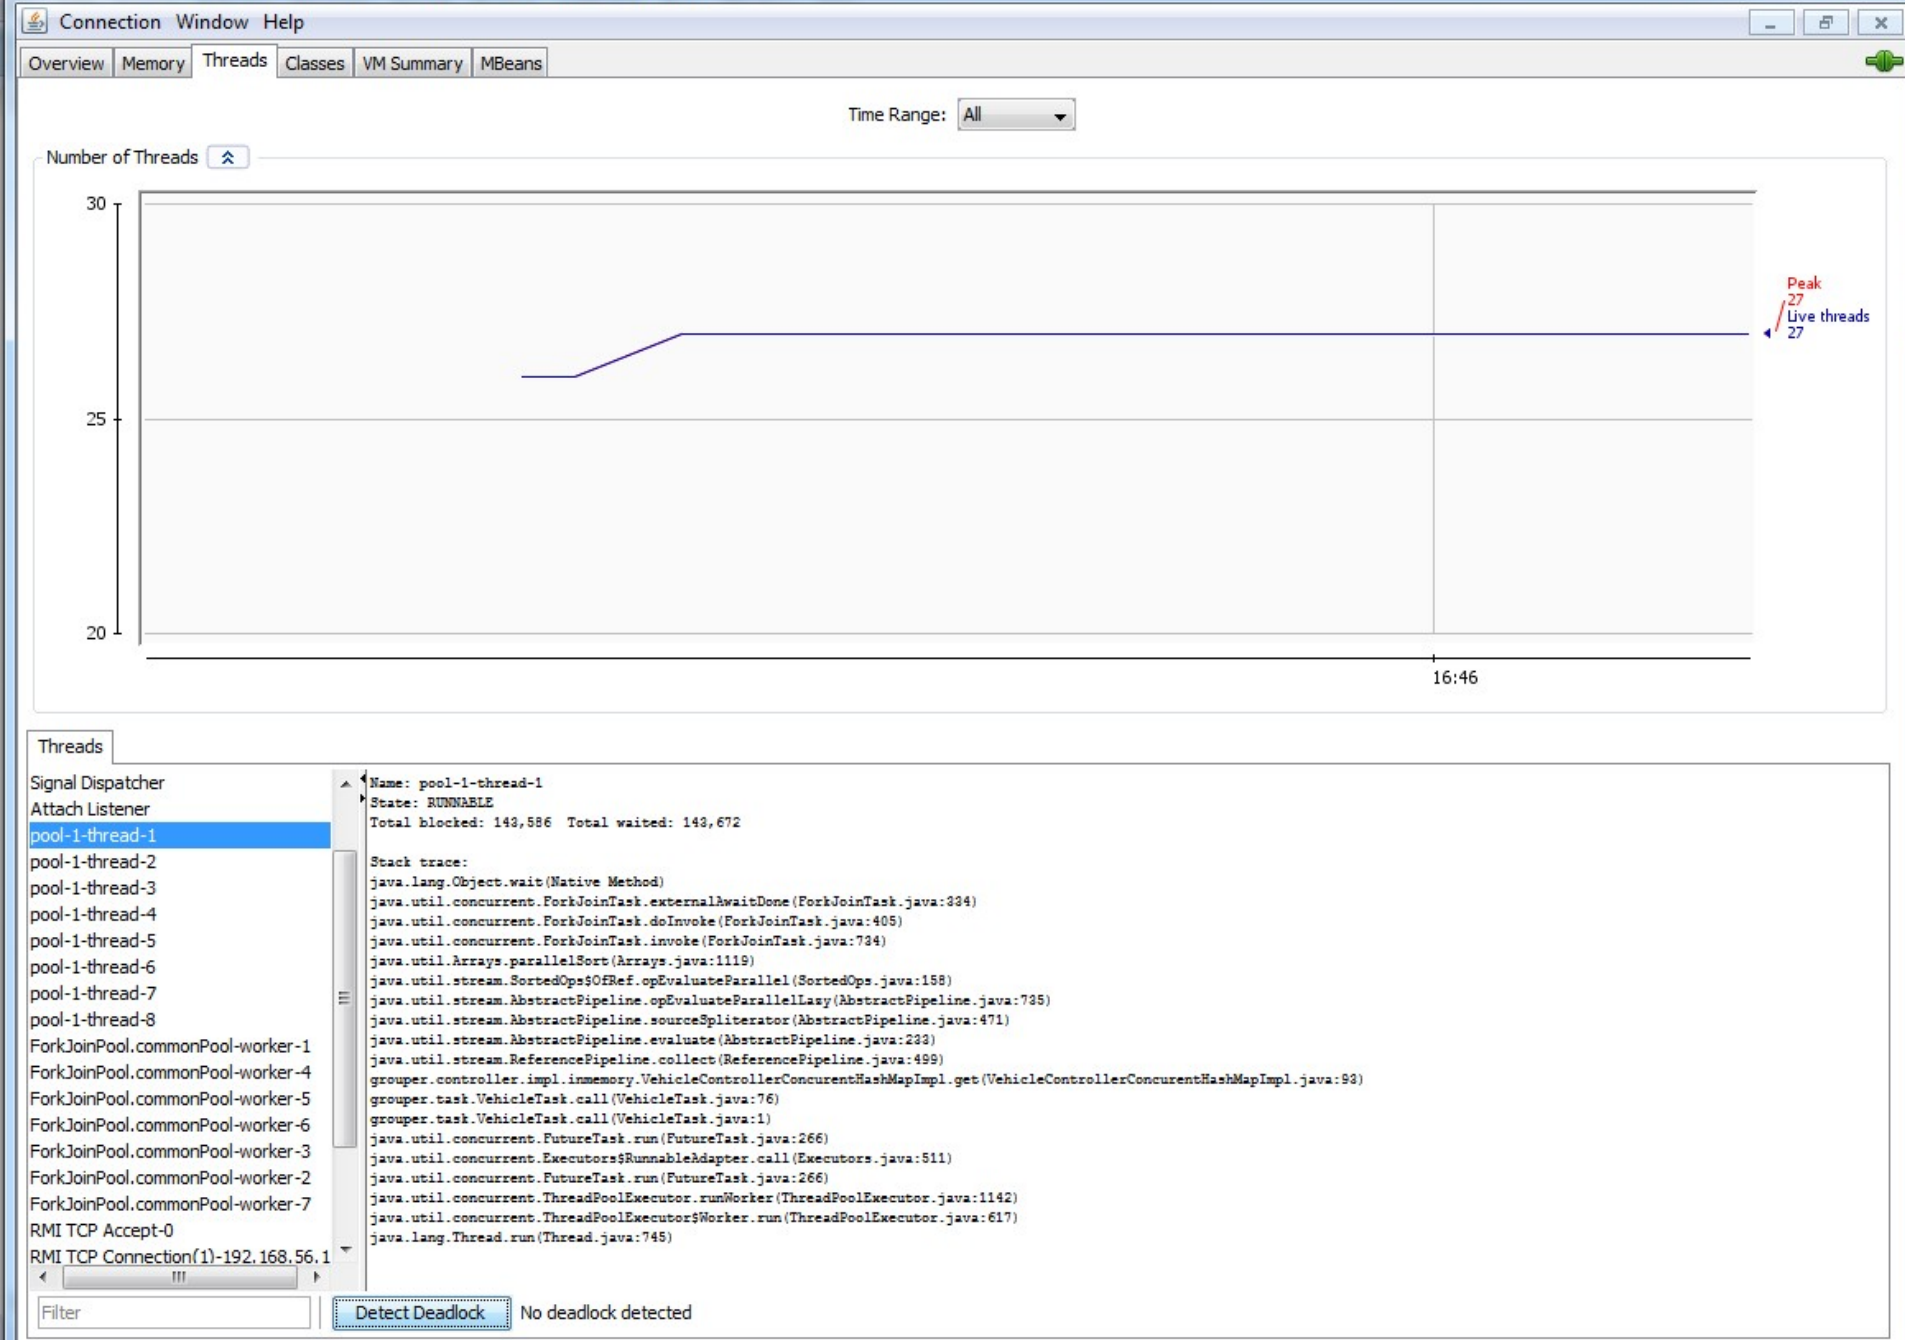 Connection Window Help
Overview Memory Threads Classes VM Summary MBeans
Time Range: All
Number of Threads
30
25
20
Peak
27
Live threads
27
16:46
Threads
Signal Dispatcher
Attach Listener
pool-1-thread-1
pool-1-thread-2
pool-1-thread-3
pool-1-thread-4
pool-1-thread-5
pool-1-thread-6
pool-1-thread-7
pool-1-thread-8
ForkJoinPool.commonPool-worker-1
ForkJoinPool.commonPool-worker-4
ForkJoinPool.commonPool-worker-5
ForkJoinPool.commonPool-worker-6
ForkJoinPool.commonPool-worker-3
ForkJoinPool.commonPool-worker-2
ForkJoinPool.commonPool-worker-7
RMI TCP Accept-0
RMI TCP Connection(1)-192.168.56.1
Name: pool-1-thread-1
State: RUNNABLE
Total blocked: 143,586 Total waited: 143,672
Stack trace:
java.lang.Object.wait(Native Method)
java.util.concurrent.ForkJoinTask.externalAwaitDone(ForkJoinTask.java:334)
java.util.concurrent.ForkJoinTask.doInvoke(ForkJoinTask.java:405)
java.util.concurrent.ForkJoinTask.invoke(ForkJoinTask.java:734)
java.util.Arrays.parallelSort(Arrays.java:1119)
java.util.stream.SortedOps$OfRef.opEvaluateParallel(SortedOps.java:158)
java.util.stream.AbstractPipeline.opEvaluateParallelLazy(AbstractPipeline.java:735)
java.util.stream.AbstractPipeline.sourceSpliterator(AbstractPipeline.java:471)
java.util.stream.AbstractPipeline.evaluate(AbstractPipeline.java:233)
java.util.stream.ReferencePipeline.collect(ReferencePipeline.java:499)
grouper.controller.impl.inmemory.VehicleControllerConcurentHashMapImpl.get(VehicleControllerConcurentHashMapImpl.java:93)
grouper.task.VehicleTask.call(VehicleTask.java:76)
grouper.task.VehicleTask.call(VehicleTask.java:1)
java.util.concurrent.FutureTask.run(FutureTask.java:266)
java.util.concurrent.Executors$RunnableAdapter.call(Executors.java:511)
java.util.concurrent.FutureTask.run(FutureTask.java:266)
java.util.concurrent.ThreadPoolExecutor.runWorker(ThreadPoolExecutor.java:1142)
java.util.concurrent.ThreadPoolExecutor$Worker.run(ThreadPoolExecutor.java:617)
java.lang.Thread.run(Thread.java:745)
Filter
Detect Deadlock No deadlock detected